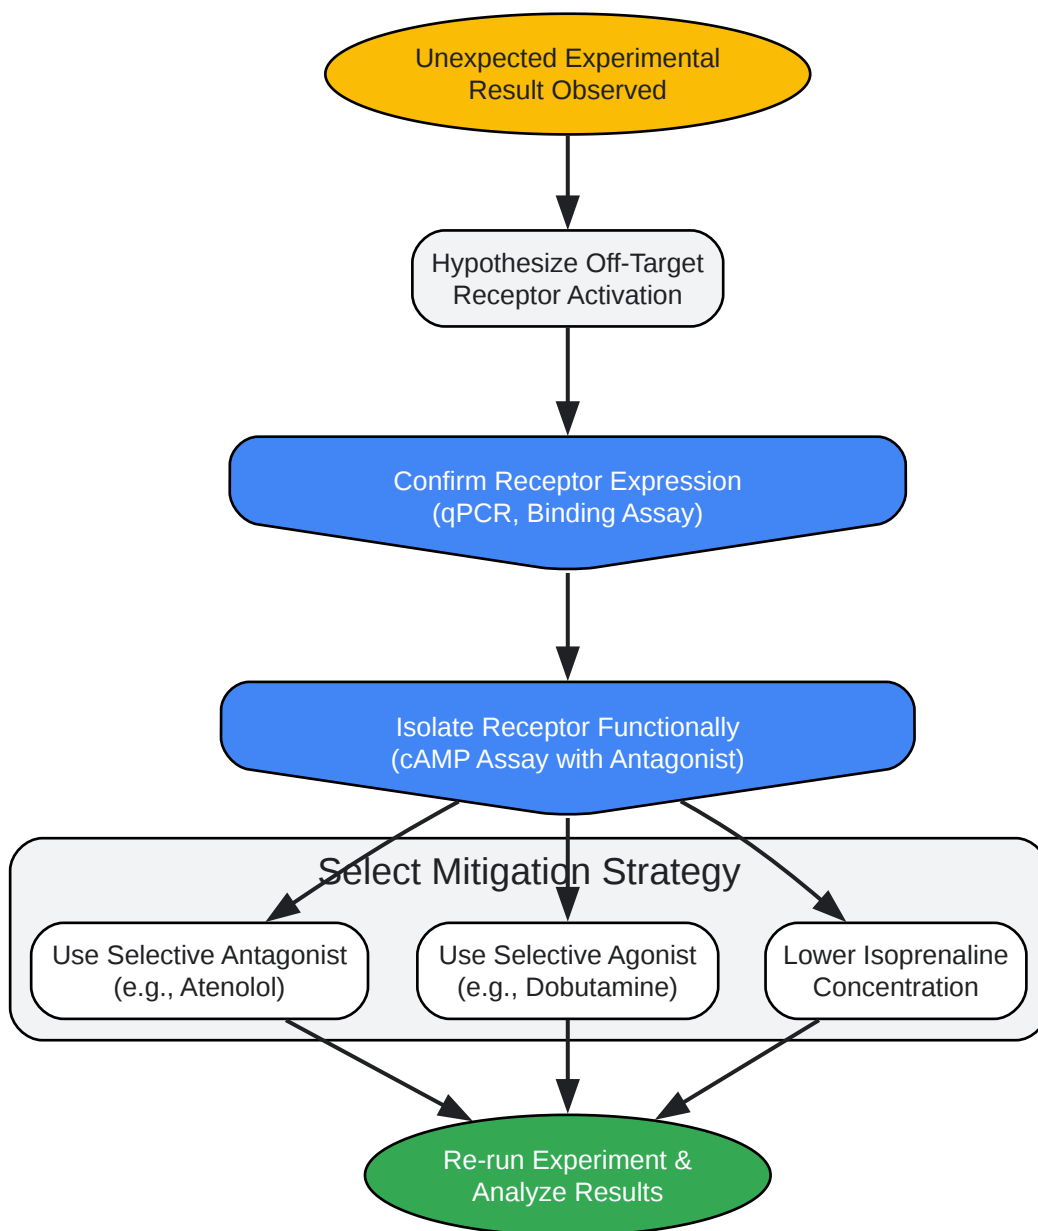 Unexpected Experimental
Result Observed
Hypothesize Off-Target
Receptor Activation
Confirm Receptor Expression
(qPCR, Binding Assay)
Isolate Receptor Functionally
(cAMP Assay with Antagonist)
Select Mitigation Strategy
Use Selective Antagonist
(e.g., Atenolol)
Use Selective Agonist
(e.g., Dobutamine)
Lower Isoprenaline
Concentration
Re-run Experiment &
Analyze Results